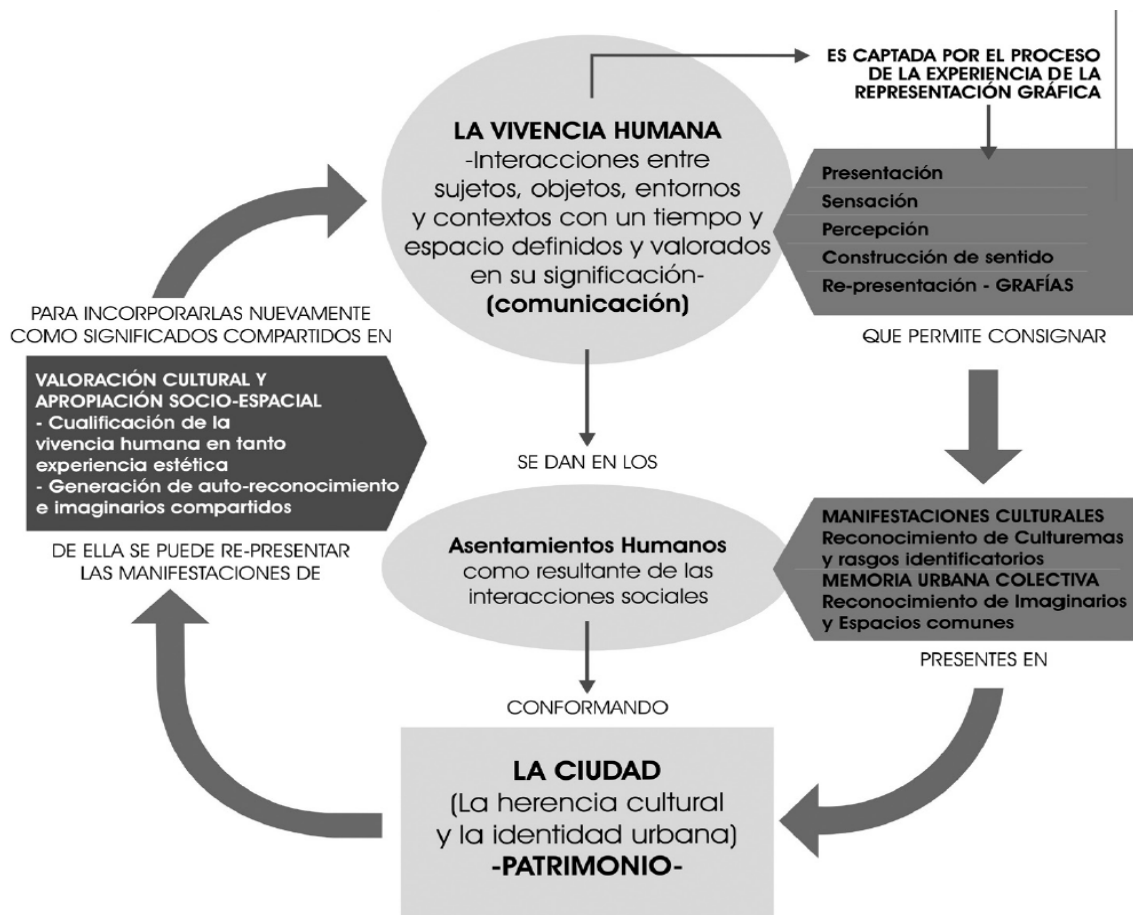 ES CAPTADA POR EL PROCESO
DE LA EXPERIENCIA DE LA
REPRESENTACIÓN GRÁFICA
LA VIVENCIA HUMANA
-Interacciones entre
sujetos, objetos, entornos
y contextos con un tiempo y
espacio definidos y valorados
en su significación-
(comunicación)
Presentación
Sensación
Percepción
Construcción de sentido
Re-presentación - GRAFÍAS
QUE PERMITE CONSIGNAR
PARA INCORPORARLAS NUEVAMENTE
COMO SIGNIFICADOS COMPARTIDOS EN
VALORACIÓN CULTURAL Y
APROPIACIÓN SOCIO-ESPACIAL
- Cualificación de la
vivencia humana en tanto
experiencia estética
- Generación de auto-reconocimiento
e imaginarios compartidos
DE ELLA SE PUEDE RE-PRESENTAR
LAS MANIFESTACIONES DE
SE DAN EN LOS
Asentamientos Humanos
como resultante de las
interacciones sociales
MANIFESTACIONES CULTURALES
Reconocimiento de Culturemas
y rasgos identificatorios
MEMORIA URBANA COLECTIVA
Reconocimiento de Imaginarios
y Espacios comunes
PRESENTES EN
CONFORMANDO
LA CIUDAD
(La herencia cultural
y la identidad urbana)
-PATRIMONIO-